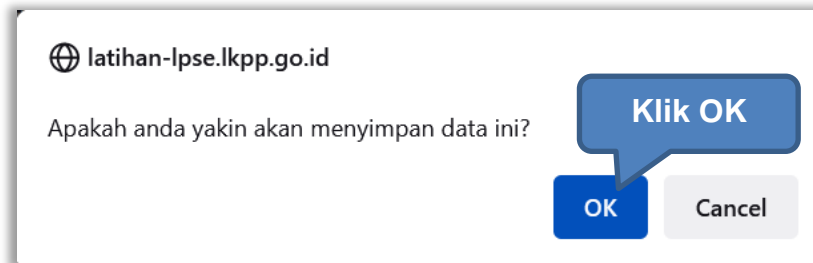 latihan-lpse.lkpp.go.id
Apakah anda yakin akan menyimpan data ini?
Klik OK
OK
Cancel